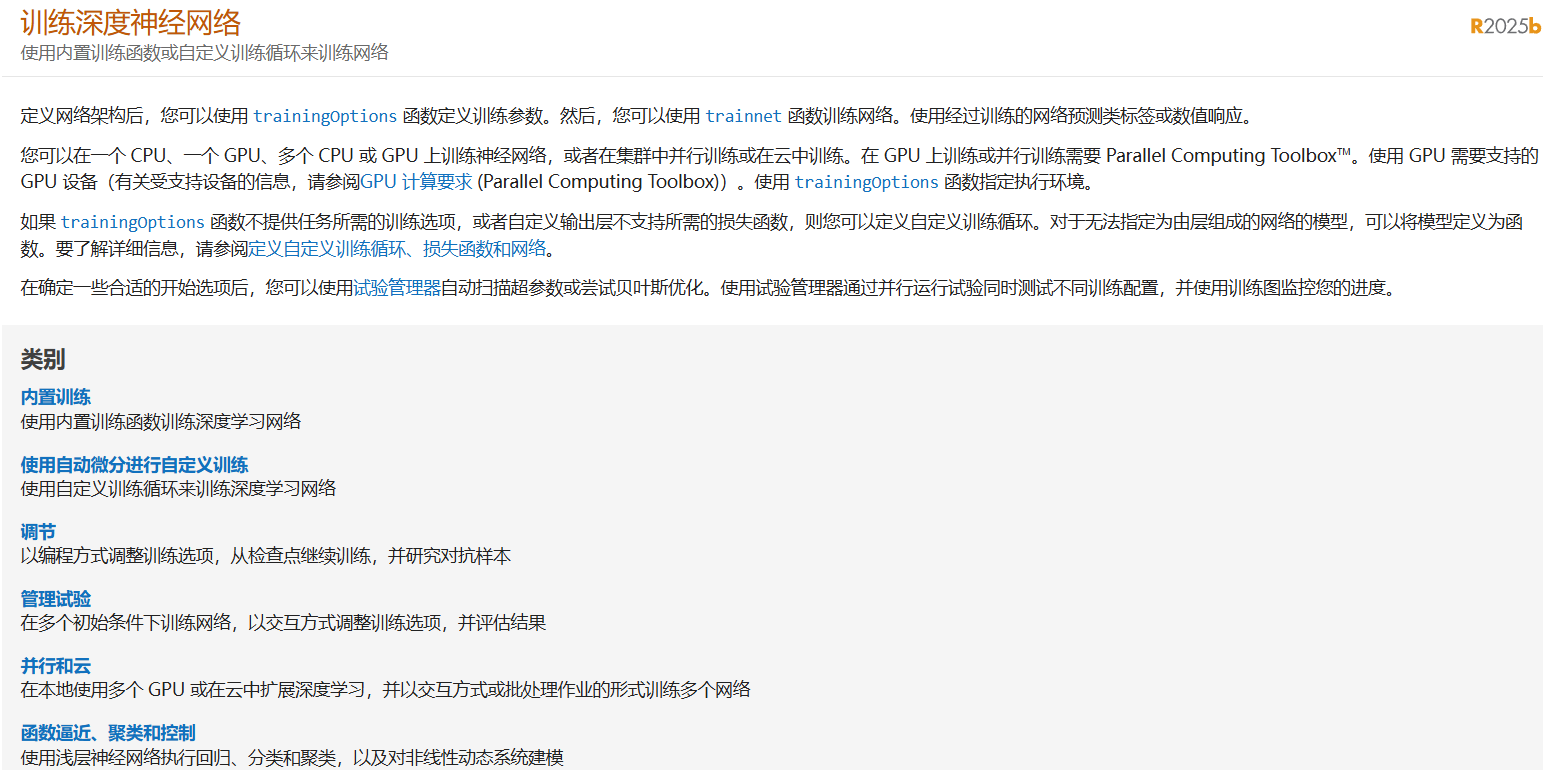 训练深度神经网络
R2025b
使用内置训练函数或自定义训练循环来训练网络
定义网络架构后，您可以使用 trainingOptions 函数定义训练参数。然后，您可以使用 trainnet 函数训练网络。使用经过训练的网络预测类标签或数值响应。
您可以在一个 CPU、一个 GPU、多个 CPU 或 GPU 上训练神经网络，或者在集群中并行训练或在云中训练。在 GPU 上训练或并行训练需要 Parallel Computing Toolbox™。使用 GPU 需要支持的
GPU 设备（有关受支持设备的信息，请参阅GPU 计算要求 (Parallel Computing Toolbox)）。使用 trainingOptions 函数指定执行环境。
如果 trainingOptions 函数不提供任务所需的训练选项，或者自定义输出层不支持所需的损失函数，则您可以定义自定义训练循环。对于无法指定为由层组成的网络的模型，可以将模型定义为函
数。要了解详细信息，请参阅定义自定义训练循环、损失函数和网络。
在确定一些合适的开始选项后，您可以使用试验管理器自动扫描超参数或尝试贝叶斯优化。使用试验管理器通过并行运行试验同时测试不同训练配置，并使用训练图监控您的进度。
类别
内置训练
使用内置训练函数训练深度学习网络
使用自动微分进行自定义训练
使用自定义训练循环来训练深度学习网络
调节
以编程方式调整训练选项，从检查点继续训练，并研究对抗样本
管理试验
在多个初始条件下训练网络，以交互方式调整训练选项，并评估结果
并行和云
在本地使用多个 GPU 或在云中扩展深度学习，并以交互方式或批处理作业的形式训练多个网络
函数逼近、聚类和控制
使用浅层神经网络执行回归、分类和聚类，以及对非线性动态系统建模